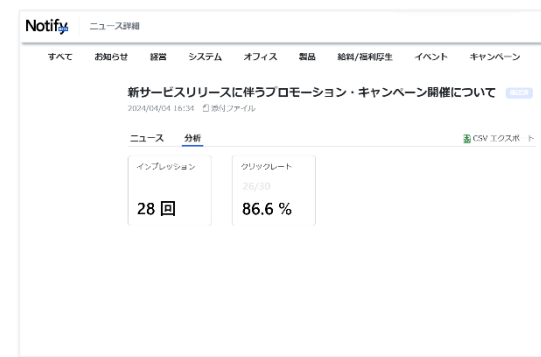 Notify ニュース詳細
すべて お知らせ 経営 システム オフィス 製品 給料/福利厚生 イベント キャンペーン
新サービスリリースに伴うプロモーション・キャンペーン開催について
2024/04/04 16:34 添付ファイル
ニュース 分析 CSV エクスポート
インプレッション クリックレート
26/30
28 回 86.6 %